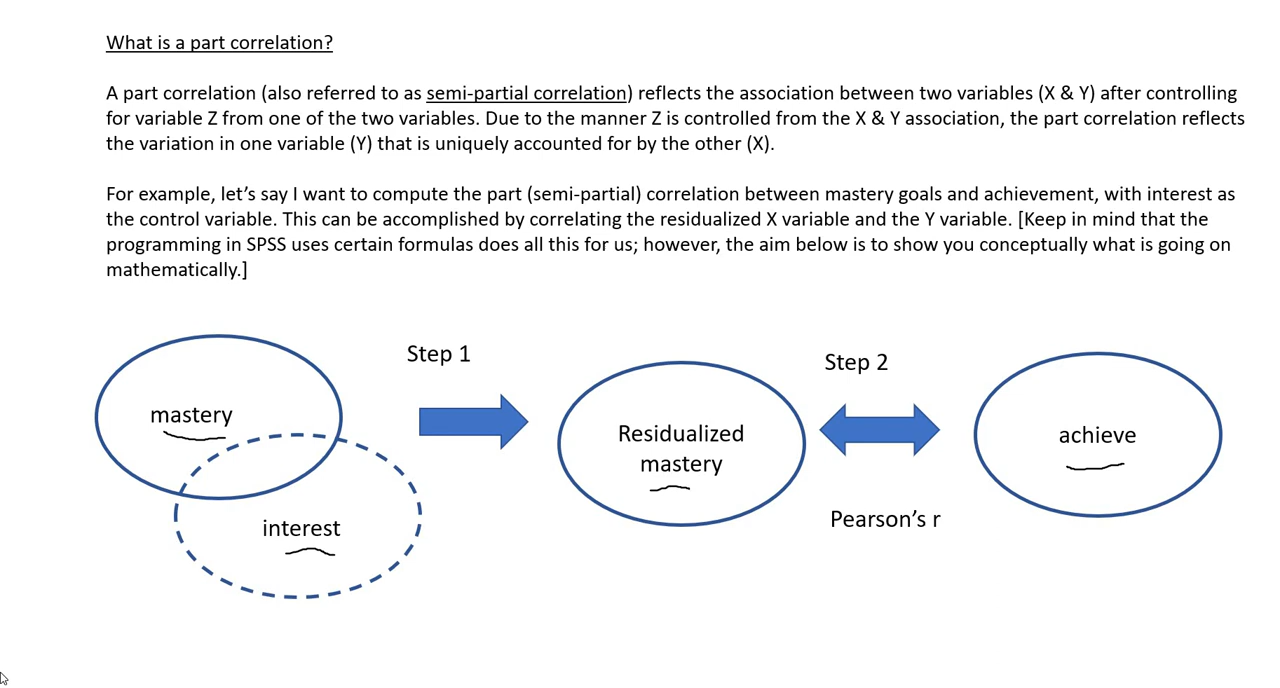 What is a part correlation?
A part correlation (also referred to as semi-partial correlation) reflects the association between two variables (X & Y) after controlling
for variable Z from one of the two variables. Due to the manner Z is controlled from the X & Y association, the part correlation reflects
the variation in one variable (Y) that is uniquely accounted for by the other (X).
For example, let’s say I want to compute the part (semi-partial) correlation between mastery goals and achievement, with interest as
the control variable. This can be accomplished by correlating the residualized X variable and the Y variable. [Keep in mind that the
programming in SPSS uses certain formulas does all this for us; however, the aim below is to show you conceptually what is going on
mathematically.]
Step 1
Step 2
mastery
Residualized
mastery
achieve
interest
Pearson’s r